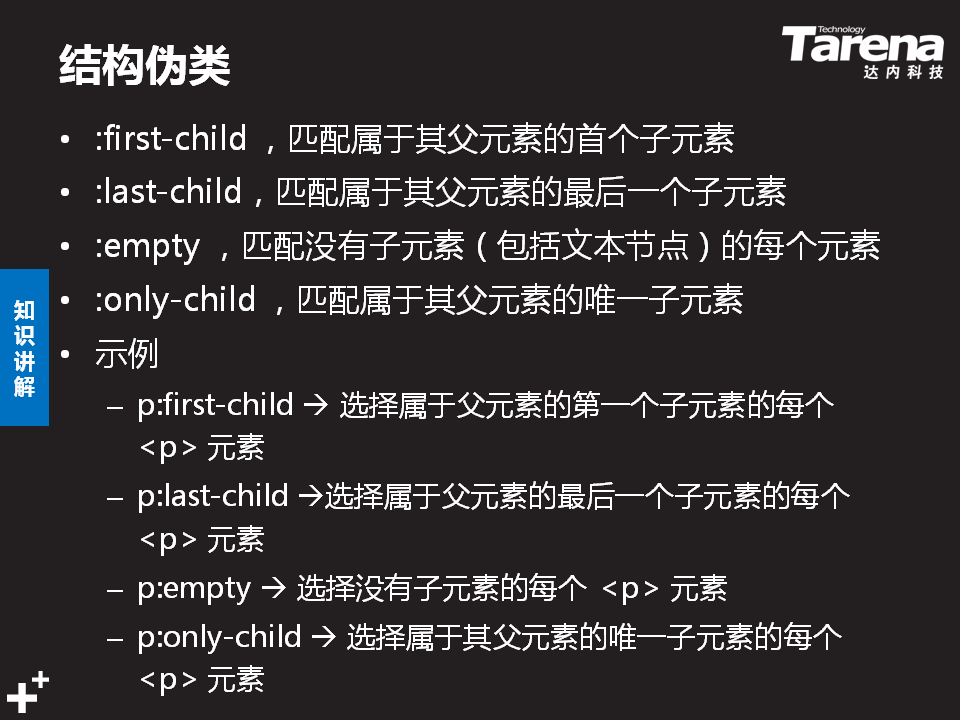 结构伪类
Technology
Tarena
达内科技
• :first-child ，匹配属于其父元素的首个子元素
• :last-child，匹配属于其父元素的最后一个子元素
• :empty ，匹配没有子元素（包括文本节点）的每个元素
• :only-child ，匹配属于其父元素的唯一子元素
• 示例
– p:first-child → 选择属于父元素的第一个子元素的每个
<p> 元素
– p:last-child →选择属于父元素的最后一个子元素的每个
<p> 元素
– p:empty → 选择没有子元素的每个 <p> 元素
– p:only-child → 选择属于其父元素的唯一子元素的每个
<p> 元素
知
识
讲
解